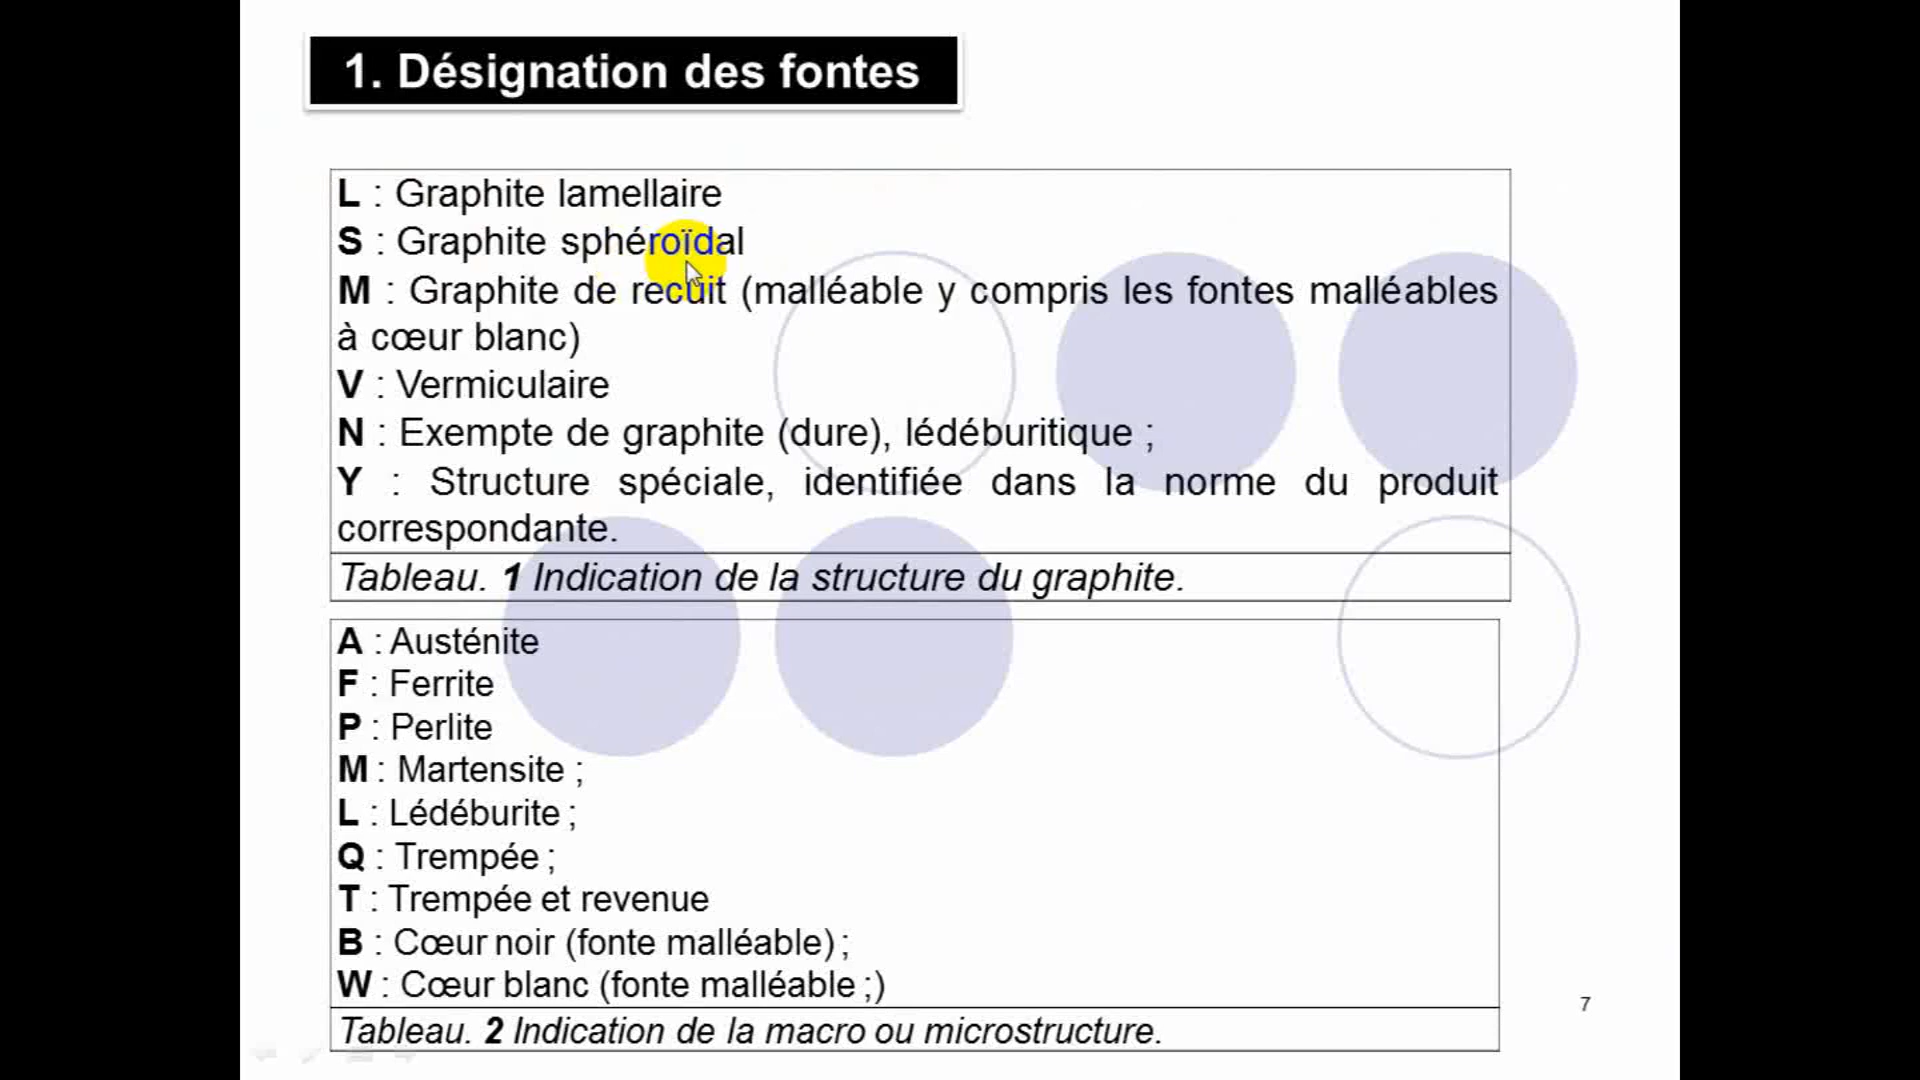 1. Désignation des fontes
L : Graphite lamellaire
S : Graphite sphéroïdal
M : Graphite de recuit (malléable y compris les fontes malléables
à cœur blanc)
V : Vermiculaire
N : Exempte de graphite (dure), lédéburitique ;
Y : Structure spéciale, identifiée dans la norme du produit
correspondante.
Tableau. 1 Indication de la structure du graphite.
A : Austénite
F : Ferrite
P : Perlite
M : Martensite ;
L : Lédéburite ;
Q : Trempée ;
T : Trempée et revenue
B : Cœur noir (fonte malléable) ;
W : Cœur blanc (fonte malléable ;)
Tableau. 2 Indication de la macro ou microstructure.
7